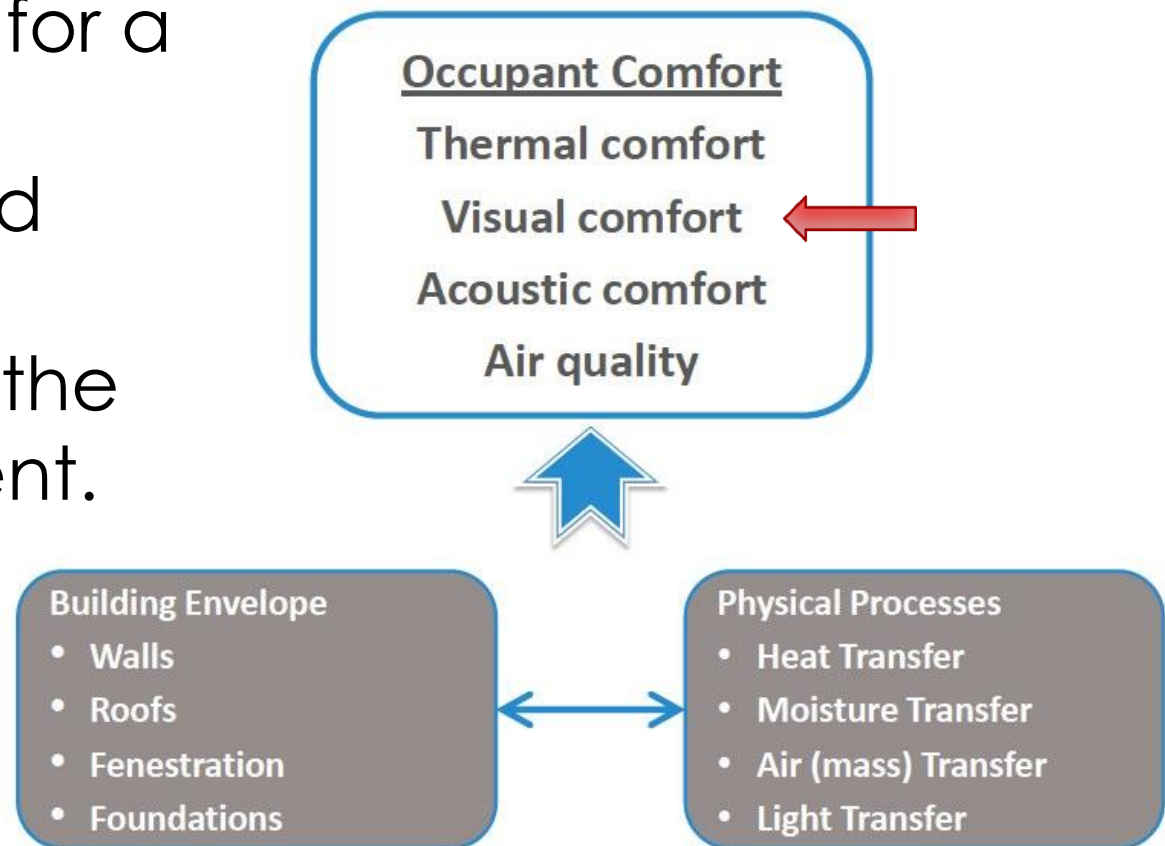 for a
d
the
ent.
Occupant Comfort
Thermal comfort
Visual comfort
Acoustic comfort
Air quality
Building Envelope
• Walls
• Roofs
• Fenestration
• Foundations
Physical Processes
• Heat Transfer
• Moisture Transfer
• Air (mass) Transfer
• Light Transfer